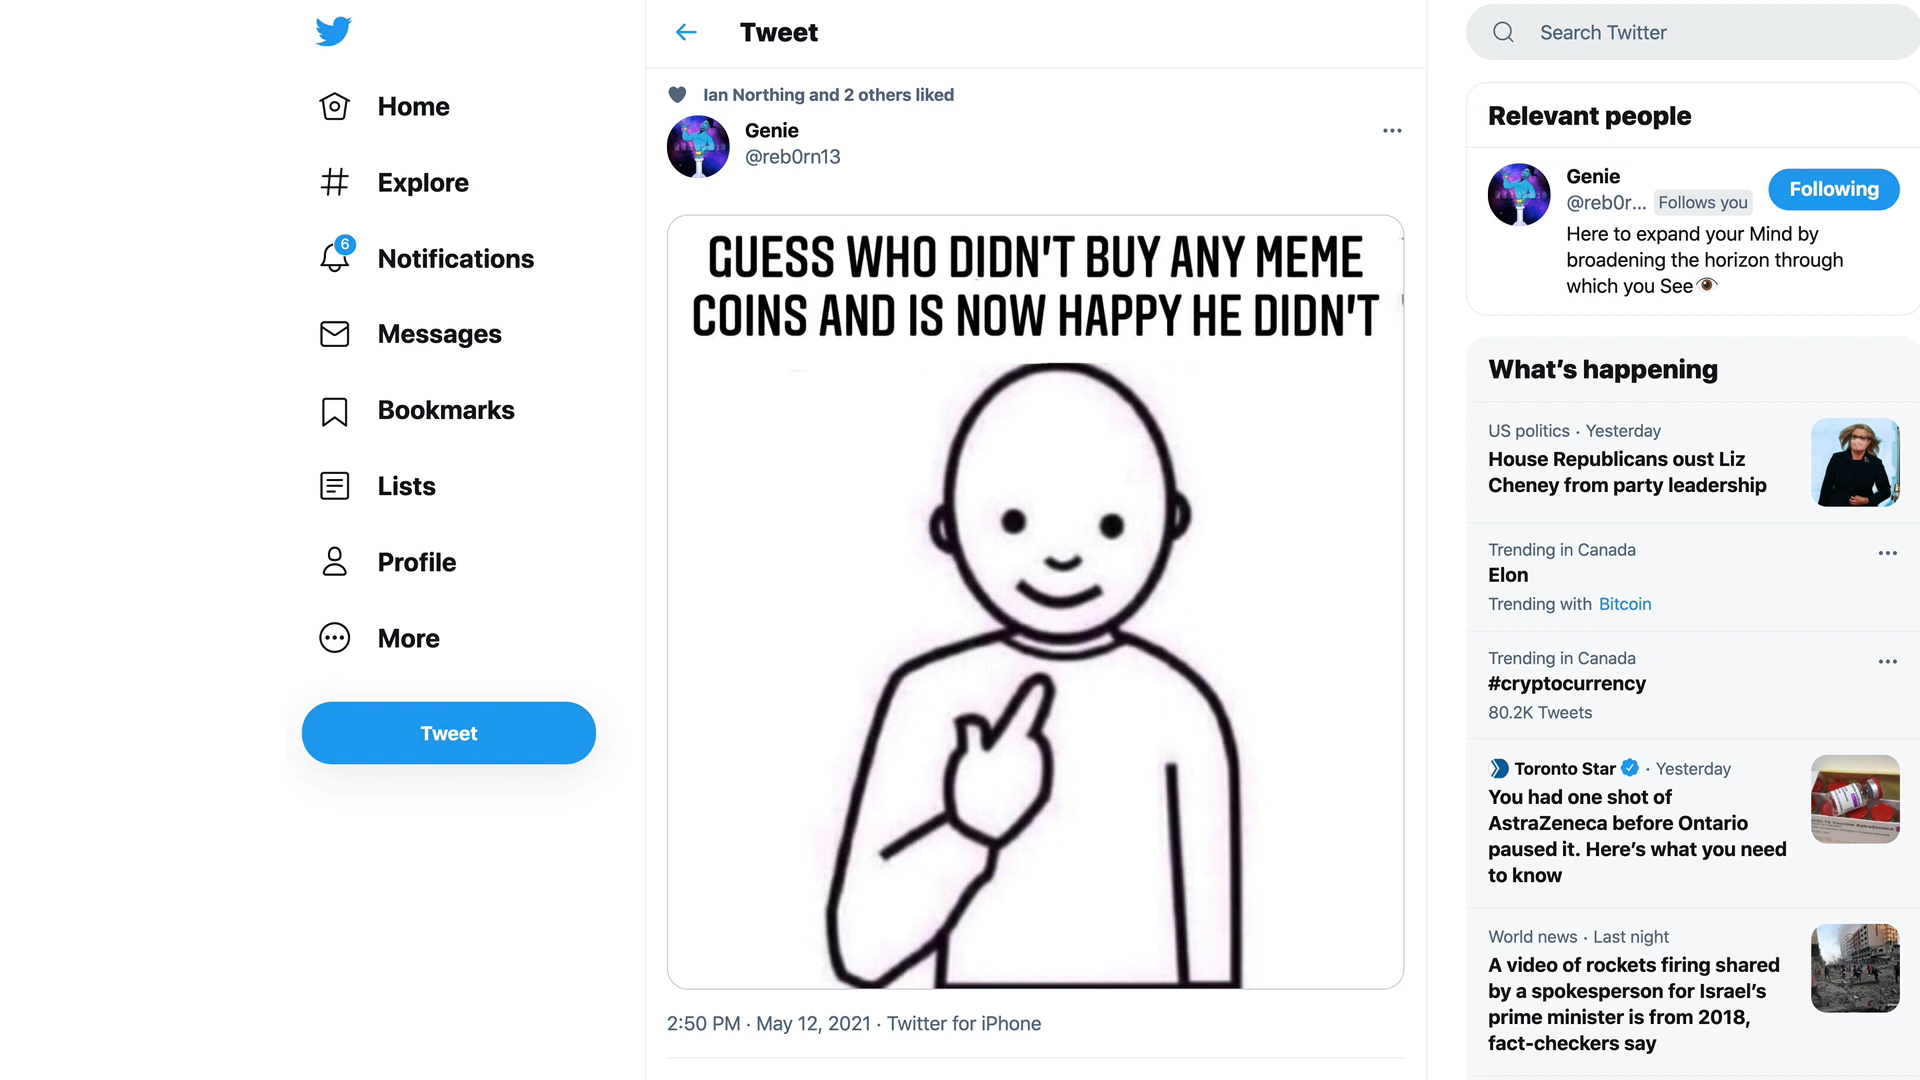 Home
Explore
6
Notifications
Messages
Bookmarks
Lists
Profile
More
Tweet
Tweet
Ian Northing and 2 others liked
Genie
@reb0rn13
GUESS WHO DIDN'T BUY ANY MEME
COINS AND IS NOW HAPPY HE DIDN'T
2:50 PM · May 12, 2021 · Twitter for iPhone
Search Twitter
Relevant people
Genie
@reb0r... Follows you
Following
Here to expand your Mind by
broadening the horizon through
which you See👁
What's happening
US politics · Yesterday
House Republicans oust Liz
Cheney from party leadership
Trending in Canada
Elon
Trending with Bitcoin
Trending in Canada
#cryptocurrency
80.2K Tweets
Toronto Star · Yesterday
You had one shot of
AstraZeneca before Ontario
paused it. Here's what you need
to know
World news · Last night
A video of rockets firing shared
by a spokesperson for Israel's
prime minister is from 2018,
fact-checkers say